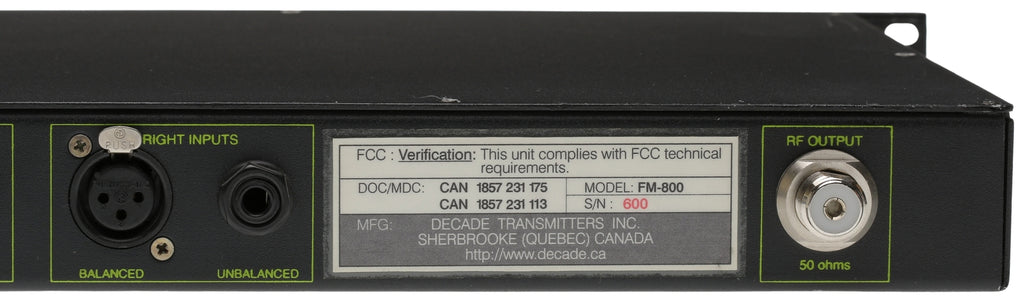 RIGHT INPUTS
PUSH
BALANCED
UNBALANCED
FCC : Verification: This unit complies with FCC technical
requirements.
DOC/MDC: CAN 1857 231 175
CAN 1857 231 113
MODEL: FM-800
S/N : 600
MFG: DECADE TRANSMITTERS INC.
SHERBROOKE (QUEBEC) CANADA
http://www.decade.ca
RF OUTPUT
50 ohms